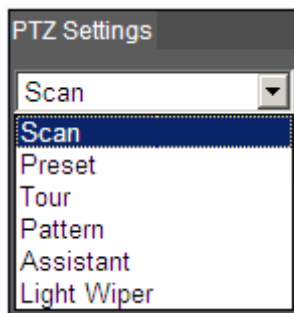 PTZ Settings
Scan
Scan
Preset
Tour
Pattern
Assistant
Light Wiper